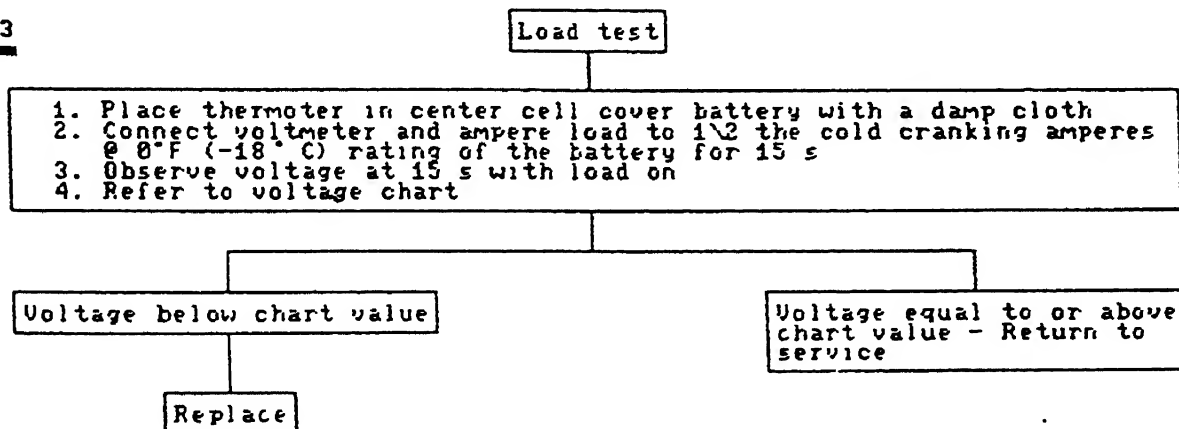 3
Load test
1. Place thermoter in center cell cover battery with a damp cloth
2. Connect voltmeter and ampere load to 1\2 the cold cranking amperes
@ 0°F (-18° C) rating of the battery for 15 s
3. Observe voltage at 15 s with load on
4. Refer to voltage chart
Voltage below chart value
Voltage equal to or above
chart value - Return to
service
Replace